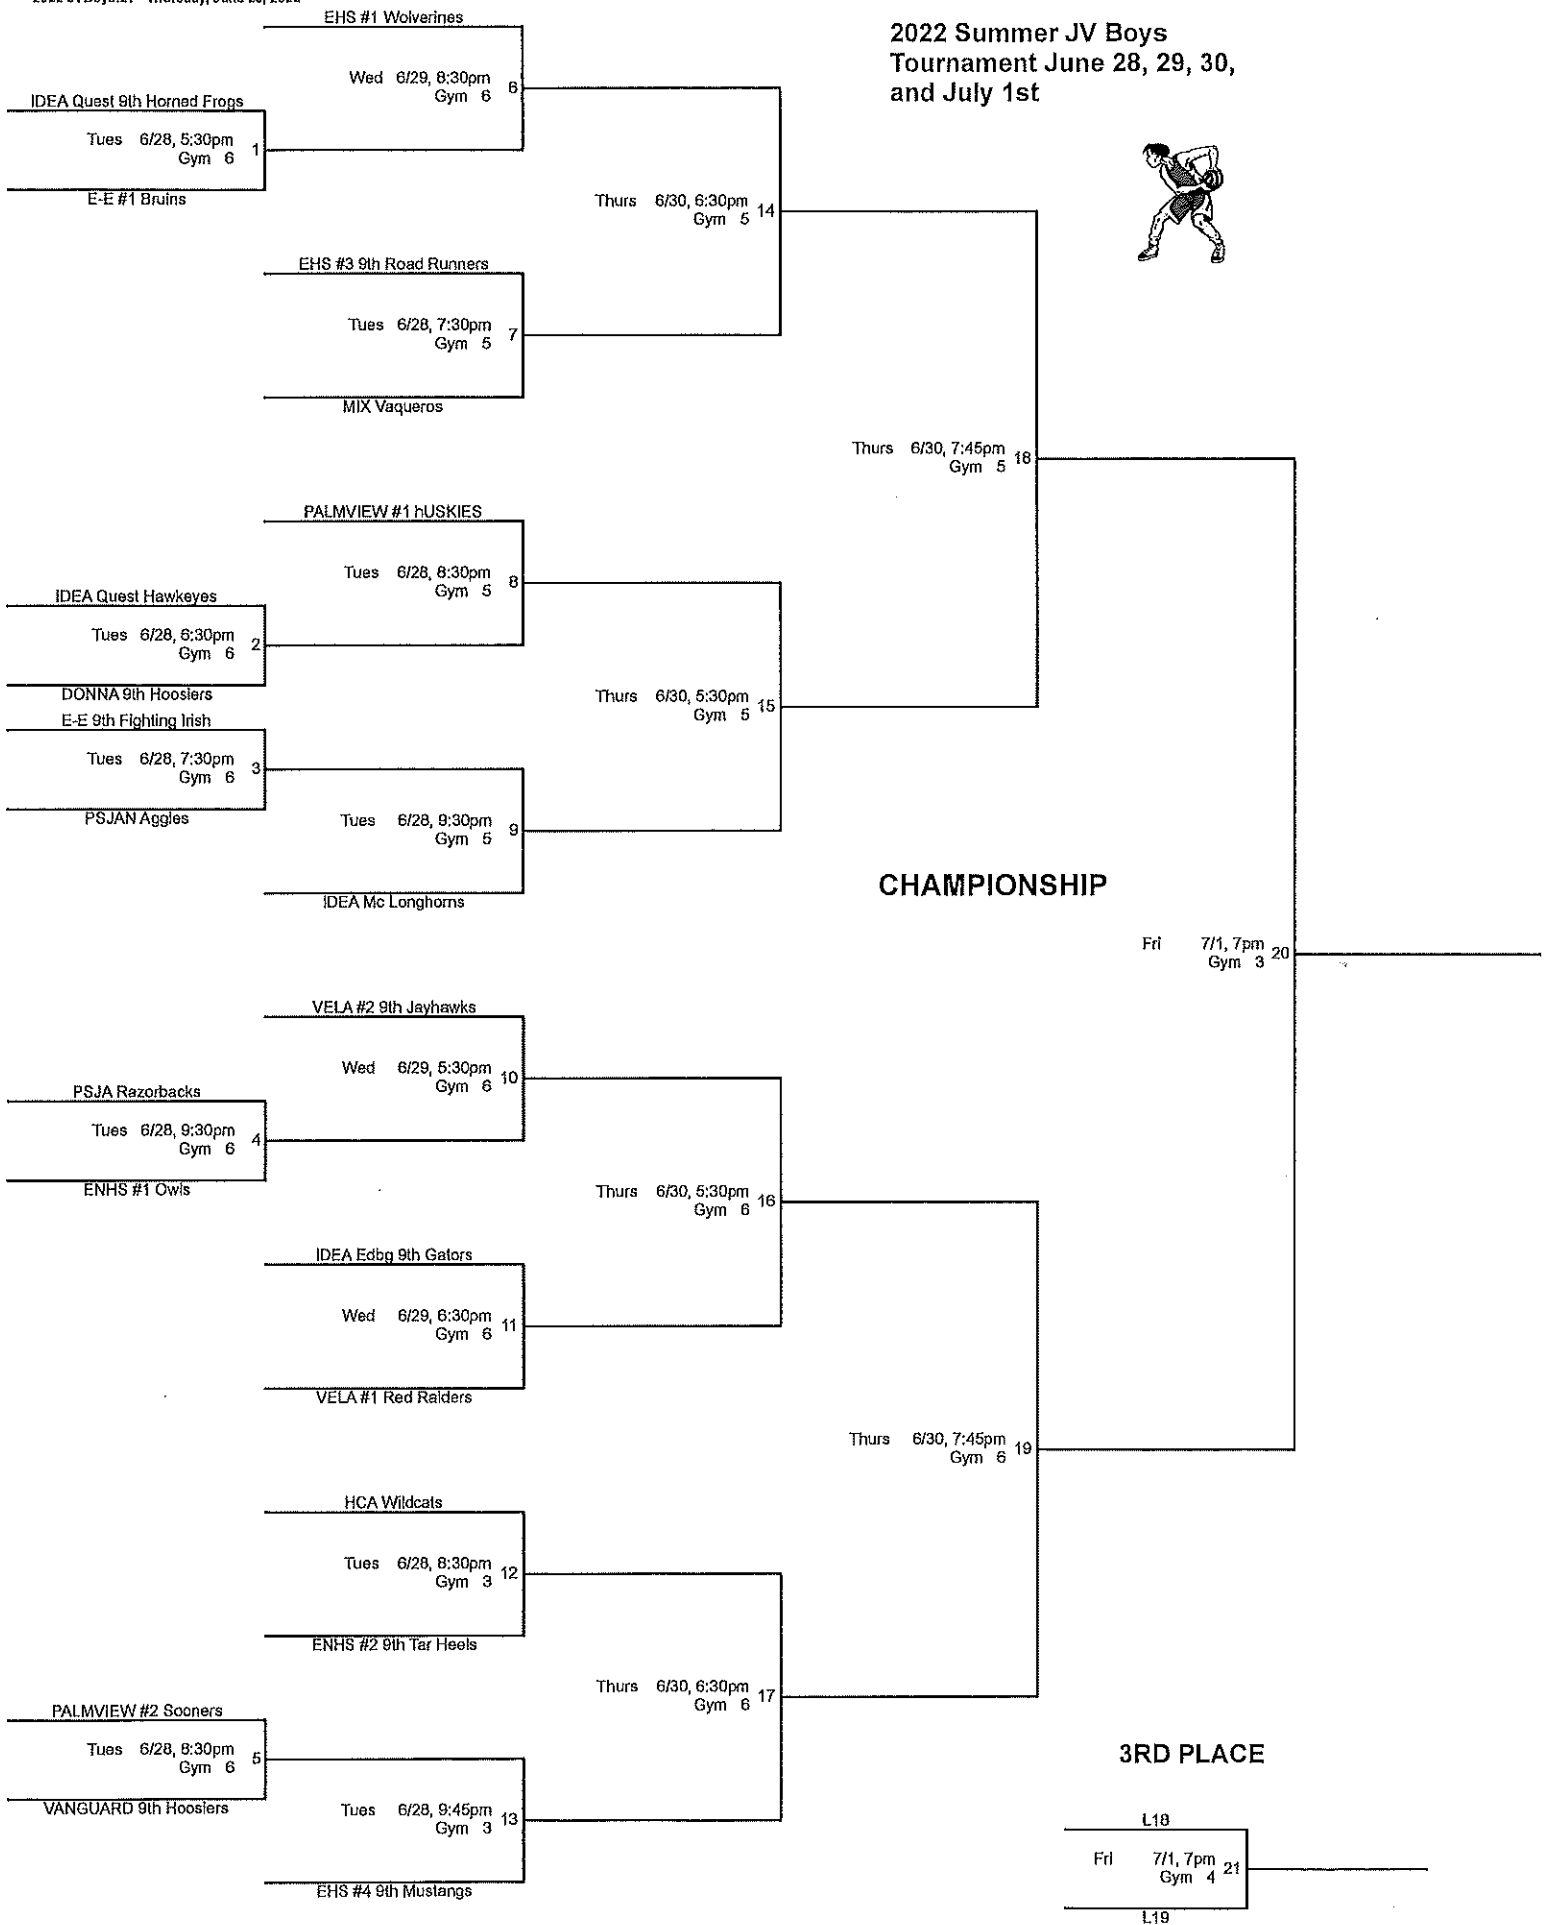 EHS #1 Wolverines
2022 Summer JV Boys
Tournament June 28, 29, 30,
and July 1st
Wed 6/29, 8:30pm
Gym 6
6
IDEA Quest 9th Horned Frogs
Tues 6/28, 5:30pm
Gym 6
1
E-E #1 Bruins
Thurs 6/30, 6:30pm
Gym 5
14
EHS #3 9th Road Runners
Tues 6/28, 7:30pm
Gym 5
7
MIX Vaqueros
Thurs 6/30, 7:45pm
Gym 5
18
PALMVIEW #1 hUSKIES
Tues 6/28, 8:30pm
Gym 5
8
IDEA Quest Hawkeyes
Tues 6/28, 6:30pm
Gym 6
2
DONNA 9th Hoosiers
E-E 9th Fighting Irish
Thurs 6/30, 5:30pm
Gym 5
15
Tues 6/28, 7:30pm
Gym 6
3
PSJAN Aggies
Tues 6/28, 9:30pm
Gym 5
9
IDEA Mc Longhorns
CHAMPIONSHIP
Fri 7/1, 7pm
Gym 3
20
VELA #2 9th Jayhawks
Wed 6/29, 5:30pm
Gym 6
10
PSJA Razorbacks
Tues 6/28, 9:30pm
Gym 6
4
ENHS #1 Owls
Thurs 6/30, 5:30pm
Gym 6
16
IDEA Edbg 9th Gators
Wed 6/29, 6:30pm
Gym 6
11
VELA #1 Red Raiders
Thurs 6/30, 7:45pm
Gym 6
19
HCA Wildcats
Tues 6/28, 8:30pm
Gym 3
12
ENHS #2 9th Tar Heels
Thurs 6/30, 6:30pm
Gym 6
17
PALMVIEW #2 Sooners
Tues 6/28, 8:30pm
Gym 6
5
VANGUARD 9th Hoosiers
3RD PLACE
Tues 6/28, 9:45pm
Gym 3
13
EHS #4 9th Mustangs
L18
Fri 7/1, 7pm
Gym 4
21
L19